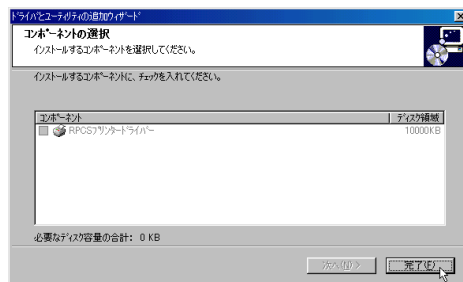 ﾄﾞﾗｲﾊﾞとﾕｰﾃｨﾘﾃｨの追加ｳｨｻﾞｰﾄﾞ
ｺﾝﾎﾟｰﾈﾝﾄの選択
ｲﾝｽﾄｰﾙするｺﾝﾎﾟｰﾈﾝﾄを選択してください。
ｲﾝｽﾄｰﾙするｺﾝﾎﾟｰﾈﾝﾄに、ﾁｪｯｸを入れてください。
ｺﾝﾎﾟｰﾈﾝﾄ ﾃﾞｨｽｸ領域
RPCSﾌﾟﾘﾝﾀｰﾄﾞﾗｲﾊﾞｰ 10000KB
必要なﾃﾞｨｽｸ容量の合計： 0 KB
次へ(N) > 完了(F)